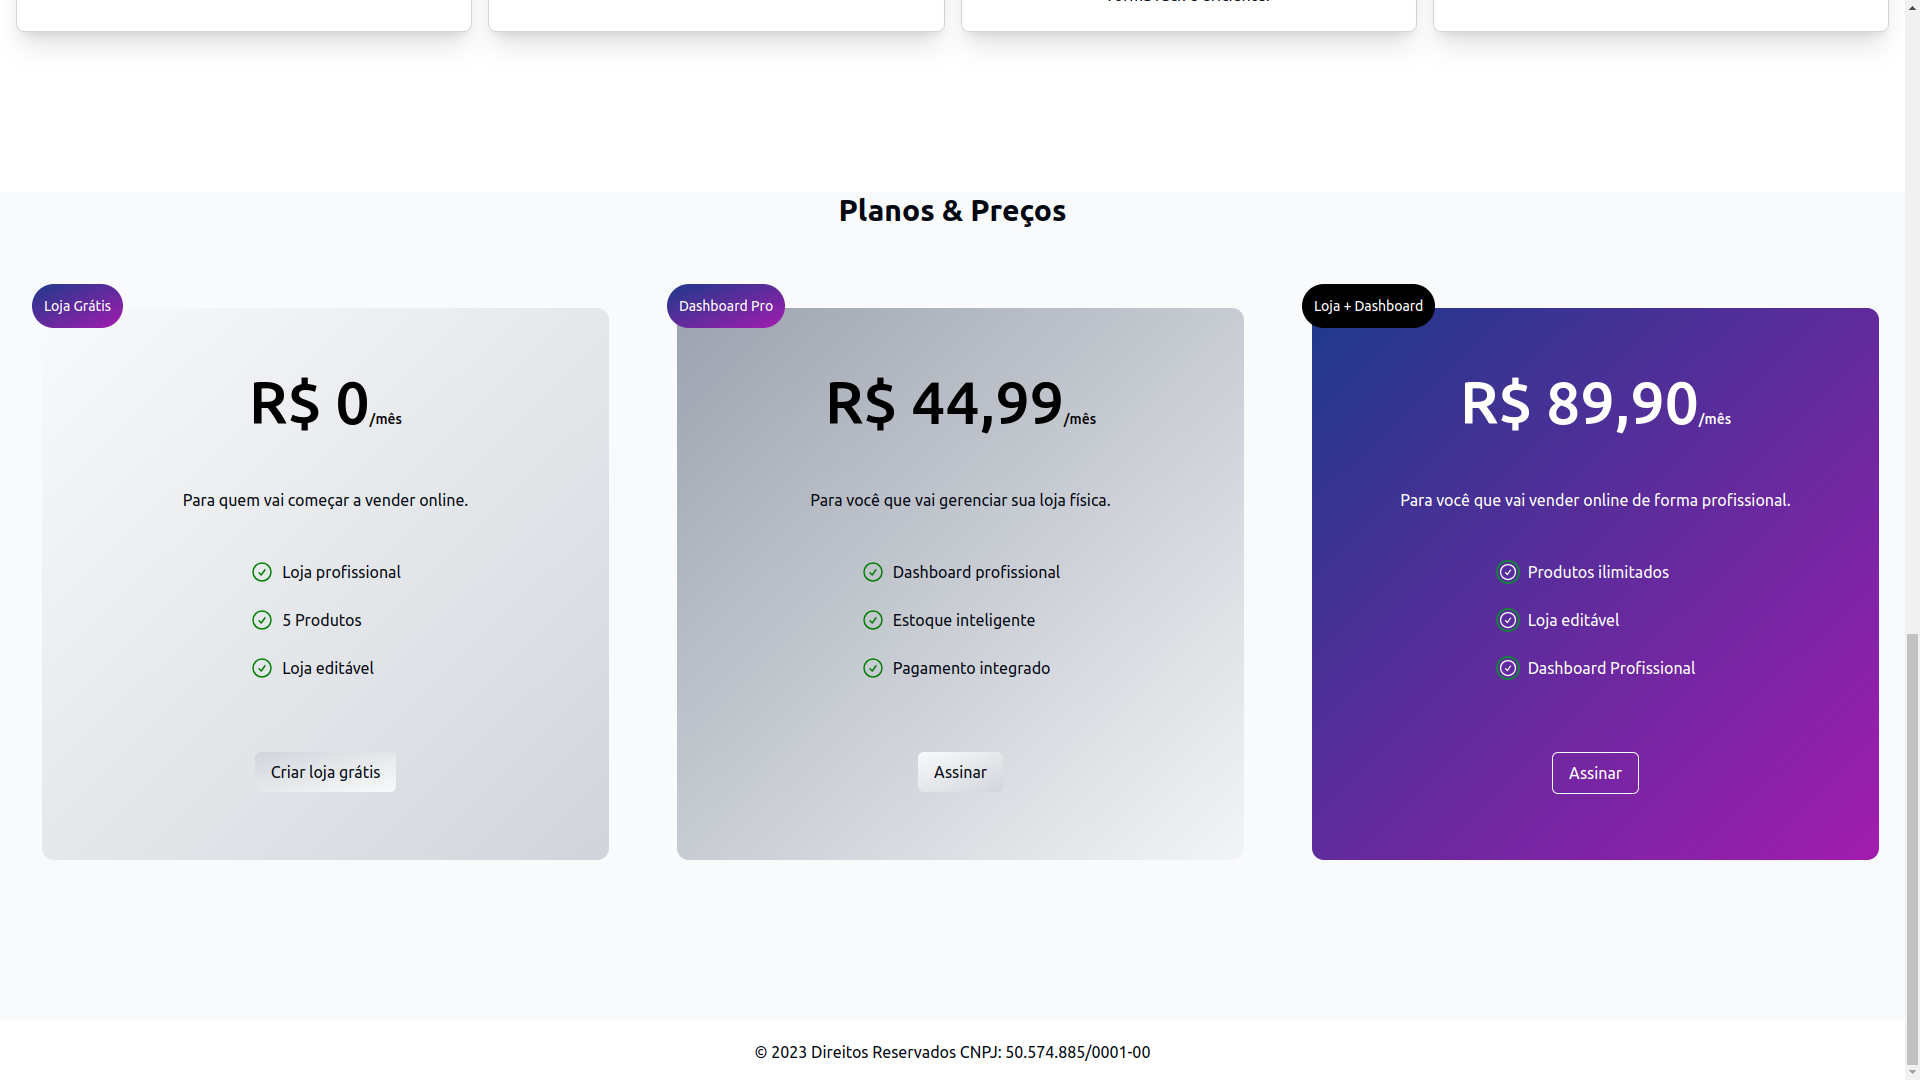 Planos & Preços
Loja Grátis
R$ 0/mês
Para quem vai começar a vender online.
Loja profissional
5 Produtos
Loja editável
Criar loja grátis
Dashboard Pro
R$ 44,99/mês
Para você que vai gerenciar sua loja física.
Dashboard profissional
Estoque inteligente
Pagamento integrado
Assinar
Loja + Dashboard
R$ 89,90/mês
Para você que vai vender online de forma profissional.
Produtos ilimitados
Loja editável
Dashboard Profissional
Assinar
© 2023 Direitos Reservados CNPJ: 50.574.885/0001-00